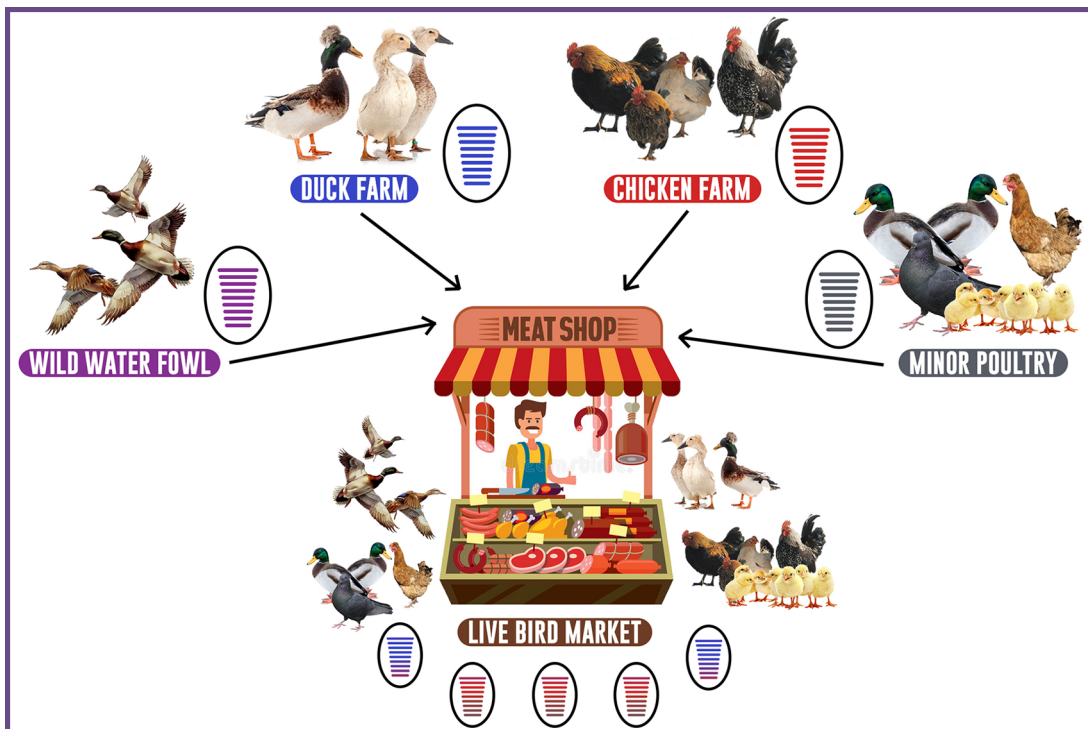 DUCK FARM
CHICKEN FARM
WILD WATER FOWL
MINOR POULTRY
MEAT SHOP
LIVE BIRD MARKET